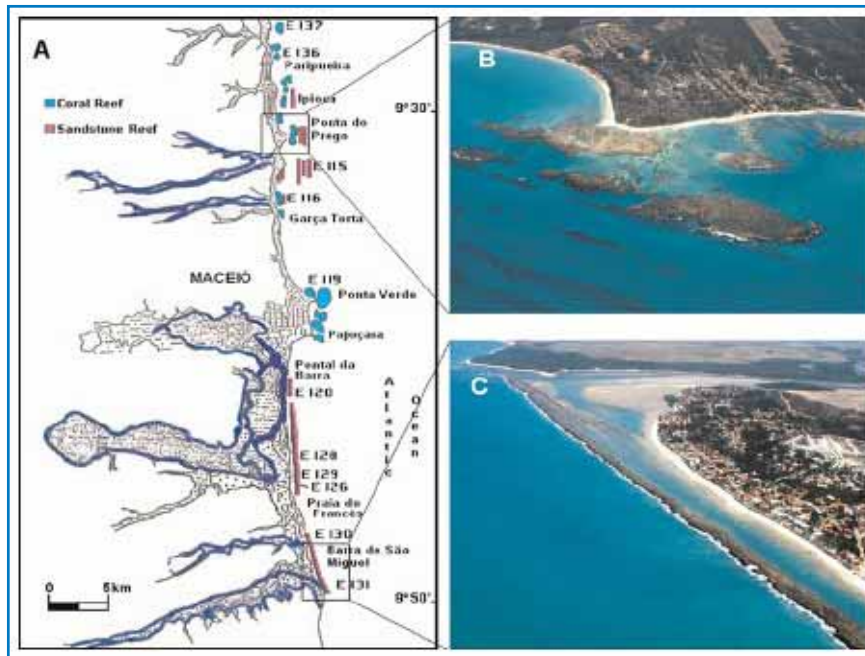 A
E 137
E 136
Paripueira
Coral Reef
Sandstone Reef
Ipioca
9° 30'
Ponta do
Prego
E 115
E 116
Garça Torta
MACEIÓ
E 119
Ponta Verde
Pajuçara
Pontal da
Barra
E 120
Atlantic
Ocean
E 128
E 129
E 126
Praia do
Francês
E 130
Barra de São
Miguel
E 131
0 5km
9° 50'
B
C